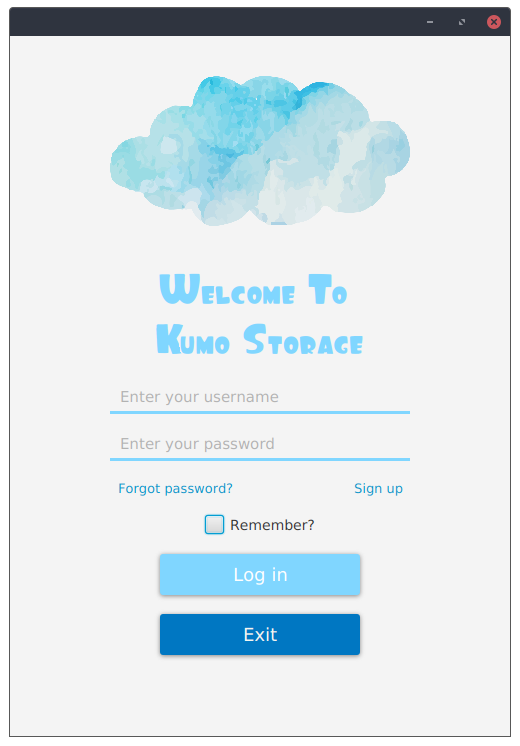 Welcome To
Kumo Storage
Enter your username
Enter your password
Forgot password? Sign up
Remember?
Log in
Exit